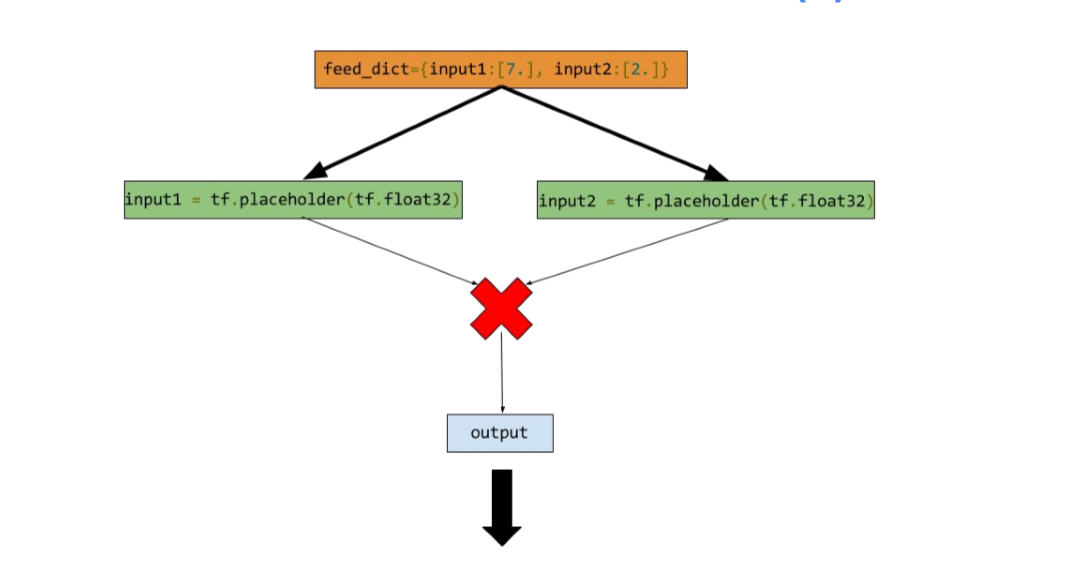 feed_dict={input1:[7.], input2:[2.]}
input1 = tf.placeholder(tf.float32)
input2 = tf.placeholder(tf.float32)
output